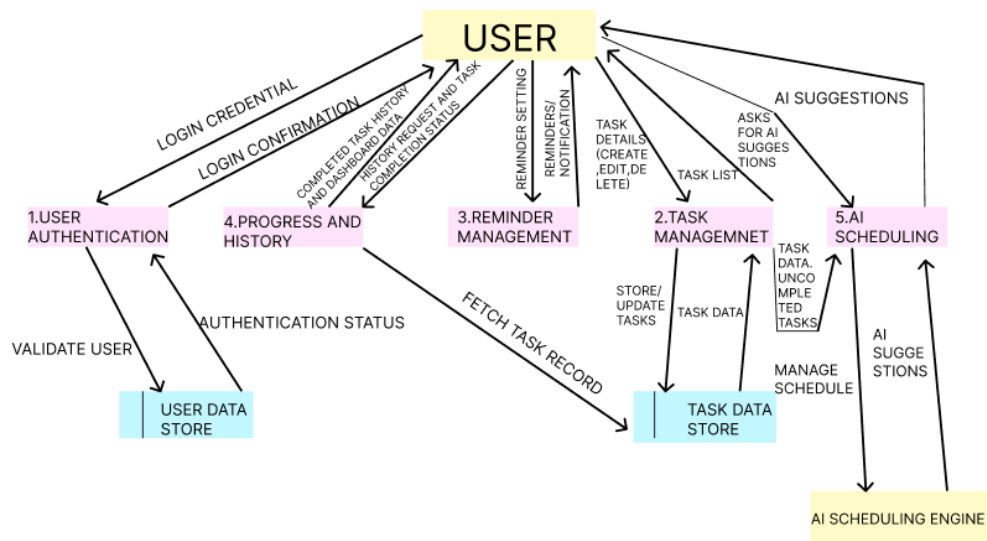 USER
LOGIN CREDENTIAL
LOGIN CONFIRMATION
COMPLETED TASK HISTORY
AND DASHBOARD DATA
HISTORY REQUEST AND TASK
COMPLETION STATUS
REMINDER SETTING
REMINDERS/
NOTIFICATION
TASK
DETAILS
(CREATE
,EDIT,DE
LETE)
TASK LIST
ASKS
FOR AI
SUGGES
TIONS
AI SUGGESTIONS
1.USER
AUTHENTICATION
4.PROGRESS AND
HISTORY
3.REMINDER
MANAGEMENT
2.TASK
MANAGEMNET
5.AI
SCHEDULING
VALIDATE USER
AUTHENTICATION STATUS
FETCH TASK RECORD
STORE/
UPDATE
TASKS
TASK DATA
TASK
DATA.
UNCO
MPLE
TED
TASKS
MANAGE
SCHEDULE
AI
SUGGE
STIONS
USER DATA
STORE
TASK DATA
STORE
AI SCHEDULING ENGINE